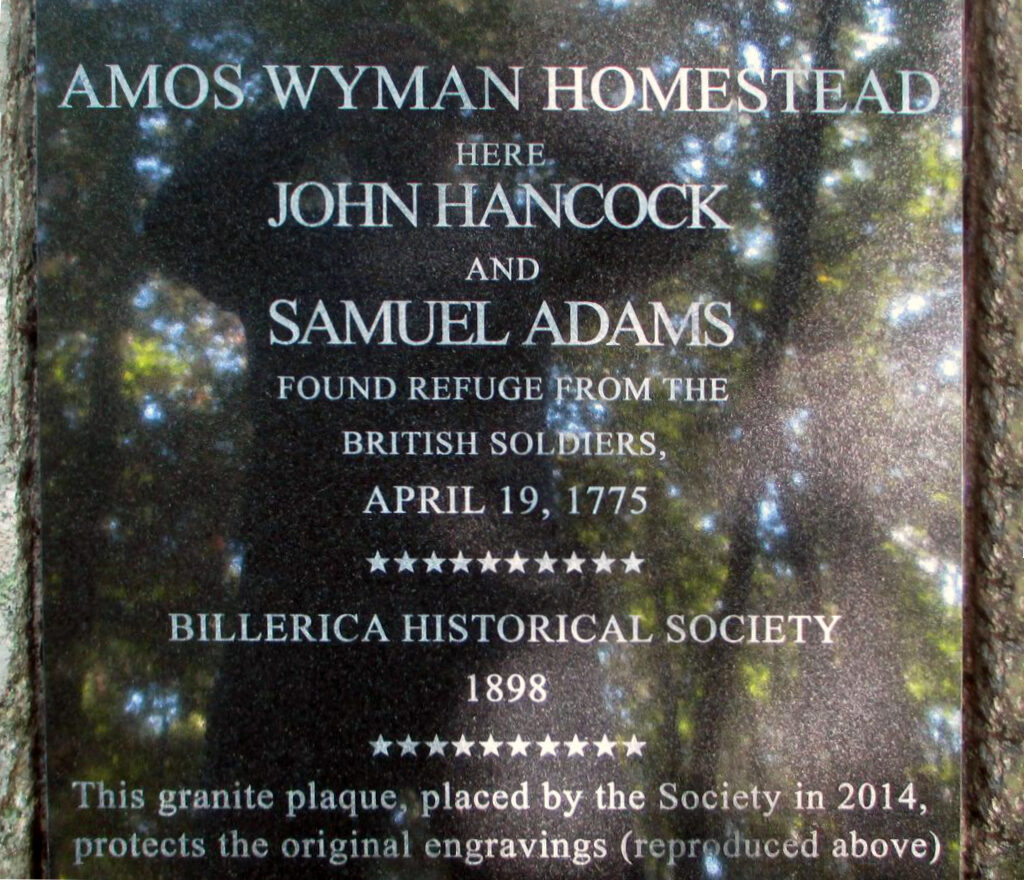 AMOS WYMAN HOMESTEAD
HERE
JOHN HANCOCK
AND
SAMUEL ADAMS
FOUND REFUGE FROM THE
BRITISH SOLDIERS,
APRIL 19, 1775
★★★★★★★★★★
BILLERICA HISTORICAL SOCIETY
1898
★★★★★★★★★★
This granite plaque, placed by the Society in 2014,
protects the original engravings (reproduced above)